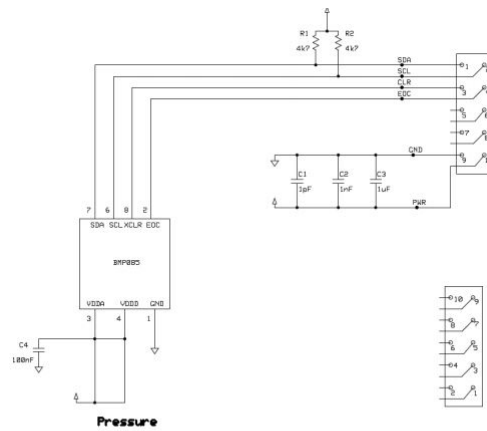 R1 R2
4k7 4k7
SDA
SCL
CLR
EOC
1
3
5
7
9
GND
C1 C2 C3
1pF 1nF 1uF
PWR
7 6 8 2
SDA SCL XCLR EOC
BMP085
VDDA VDDD GND
3 4 1
C4
100nF
10 9
8 7
6 5
4 3
2 1
Pressure